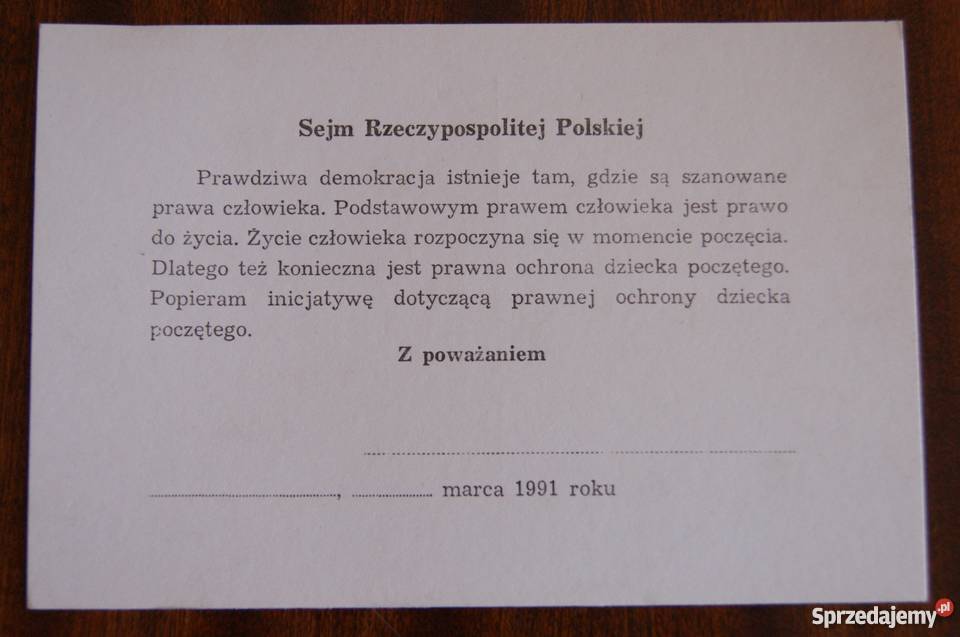 Sejm Rzeczypospolitej Polskiej
Prawdziwa demokracja istnieje tam, gdzie są szanowane
prawa człowieka. Podstawowym prawem człowieka jest prawo
do życia. Życie człowieka rozpoczyna się w momencie poczęcia.
Dlatego też konieczna jest prawna ochrona dziecka poczętego.
Popieram inicjatywę dotyczącą prawnej ochrony dziecka
poczętego.
Z poważaniem
, marca 1991 roku
Sprzedajemy.pl